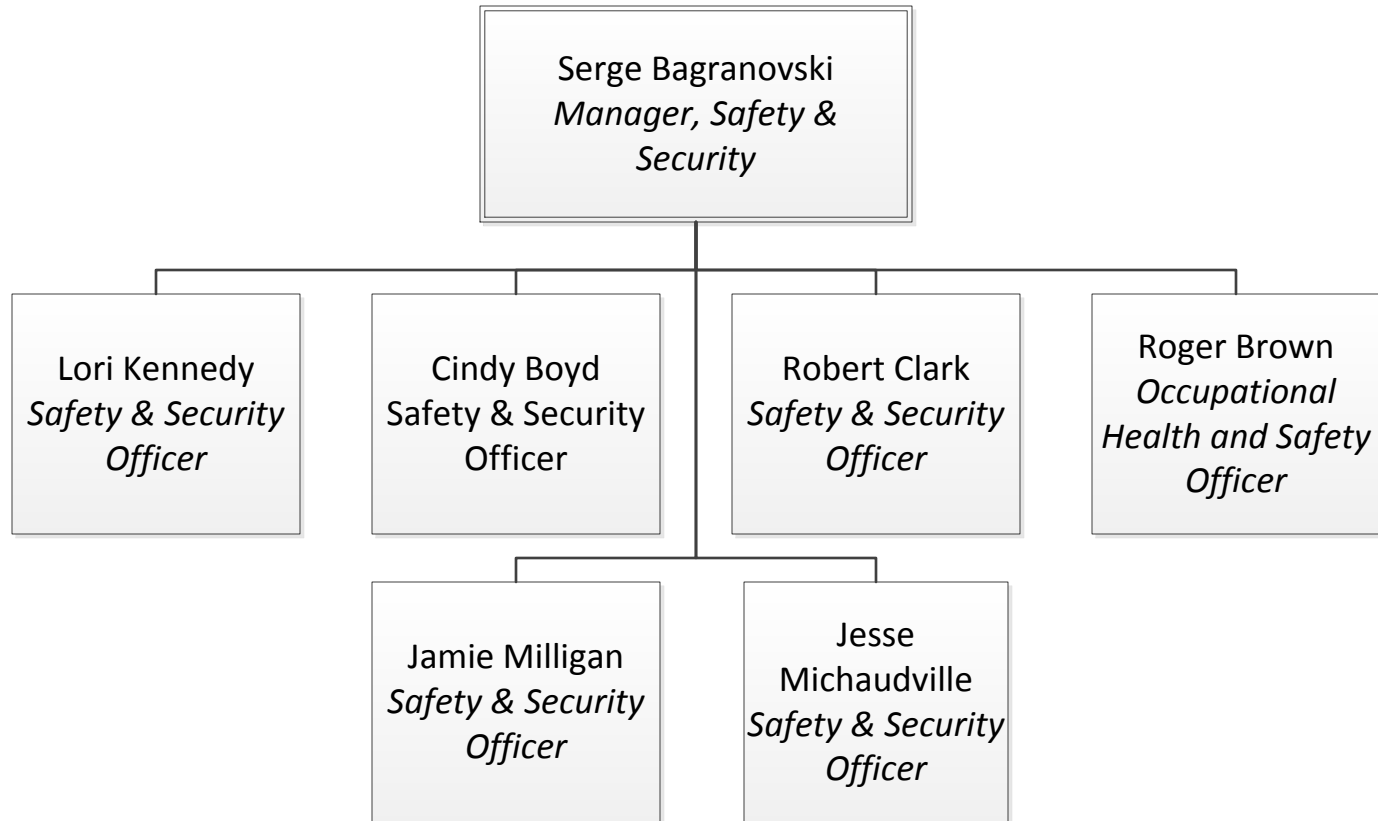 Serge Bagranovski
Manager, Safety &
Security
Lori Kennedy
Safety & Security
Officer
Cindy Boyd
Safety & Security
Officer
Robert Clark
Safety & Security
Officer
Roger Brown
Occupational
Health and Safety
Officer
Jamie Milligan
Safety & Security
Officer
Jesse
Michaudville
Safety & Security
Officer